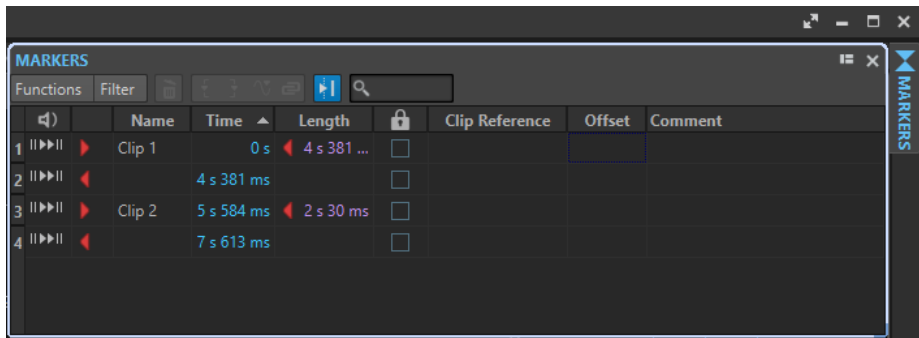 MARKERS
Functions Filter
Name Time Length Clip Reference Offset Comment
1 Clip 1 0 s 4 s 381 ...
2 4 s 381 ms
3 Clip 2 5 s 584 ms 2 s 30 ms
4 7 s 613 ms
MARKERS